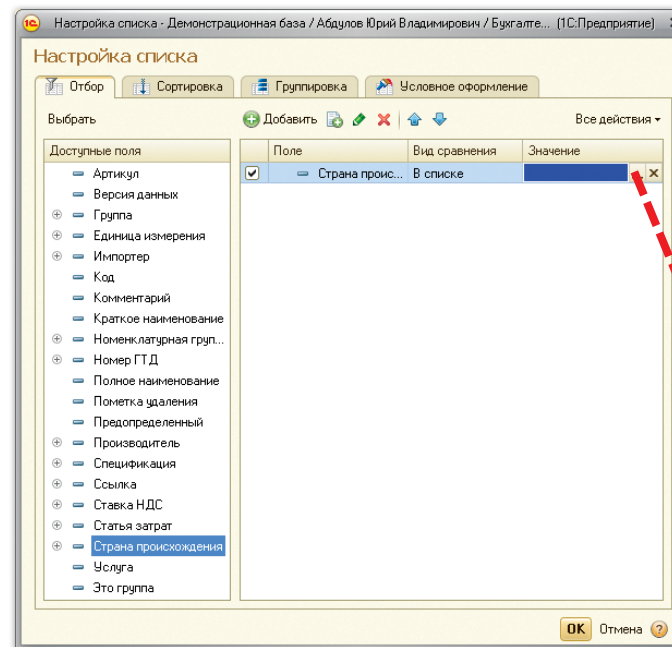 Настройка списка - Демонстрационная база / Абдулов Юрий Владимирович / Бухгалте... (1С:Предприятие)
Настройка списка
Отбор Сортировка Группировка Условное оформление
Выбрать Добавить Все действия
Доступные поля Поле Вид сравнения Значение
Артикул Страна проис... В списке
Версия данных
Группа
Единица измерения
Импортер
Код
Комментарий
Краткое наименование
Номенклатурная груп...
Номер ГТД
Полное наименование
Пометка удаления
Предопределенный
Производитель
Спецификация
Ссылка
Ставка НДС
Статья затрат
Страна происхождения
Услуга
Это группа
ОК Отмена ?